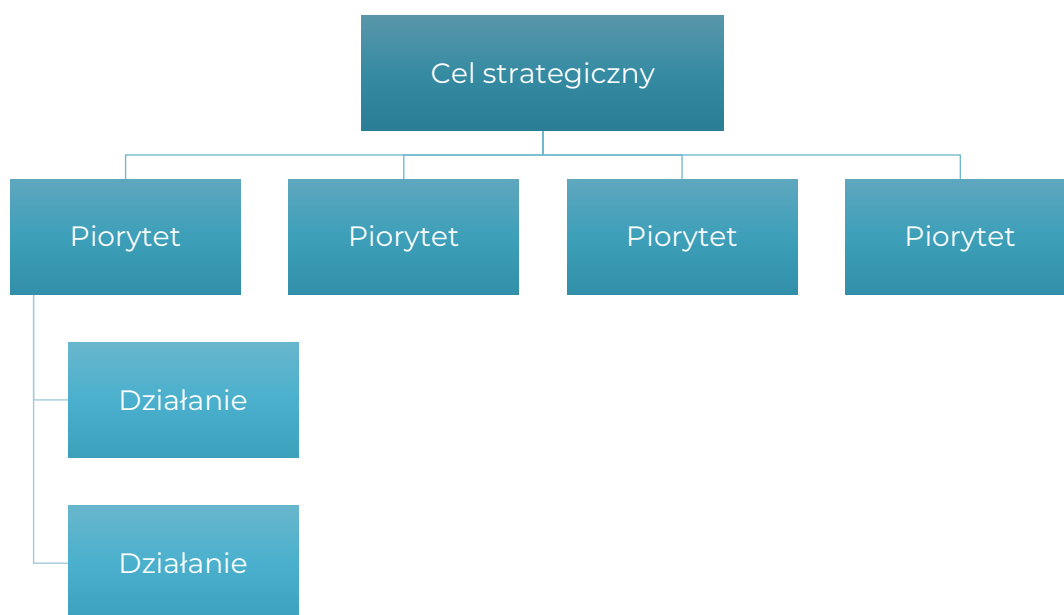 Cel strategiczny
Piorytet
Piorytet
Piorytet
Piorytet
Działanie
Działanie